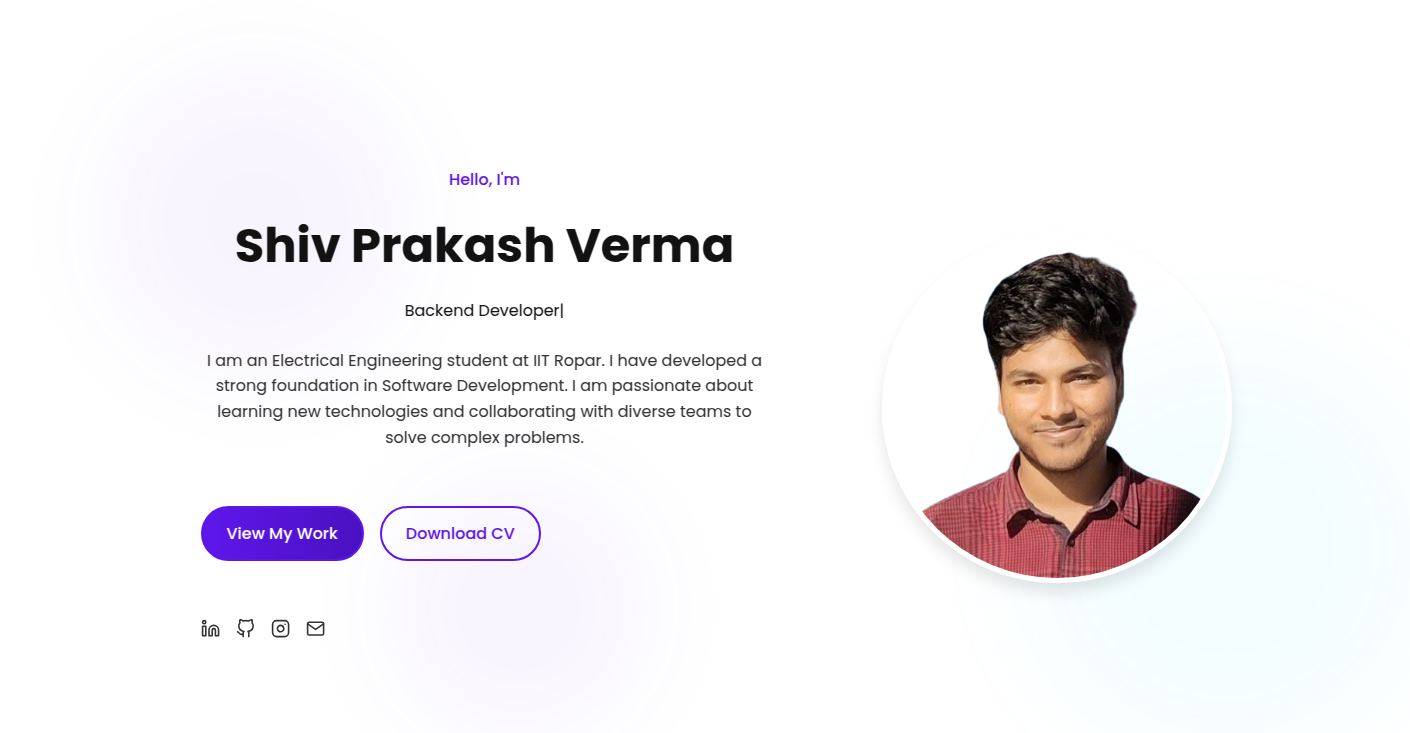 Hello, I'm
Shiv Prakash Verma
Backend Developer|
I am an Electrical Engineering student at IIT Ropar. I have developed a
strong foundation in Software Development. I am passionate about
learning new technologies and collaborating with diverse teams to
solve complex problems.
View My Work
Download CV